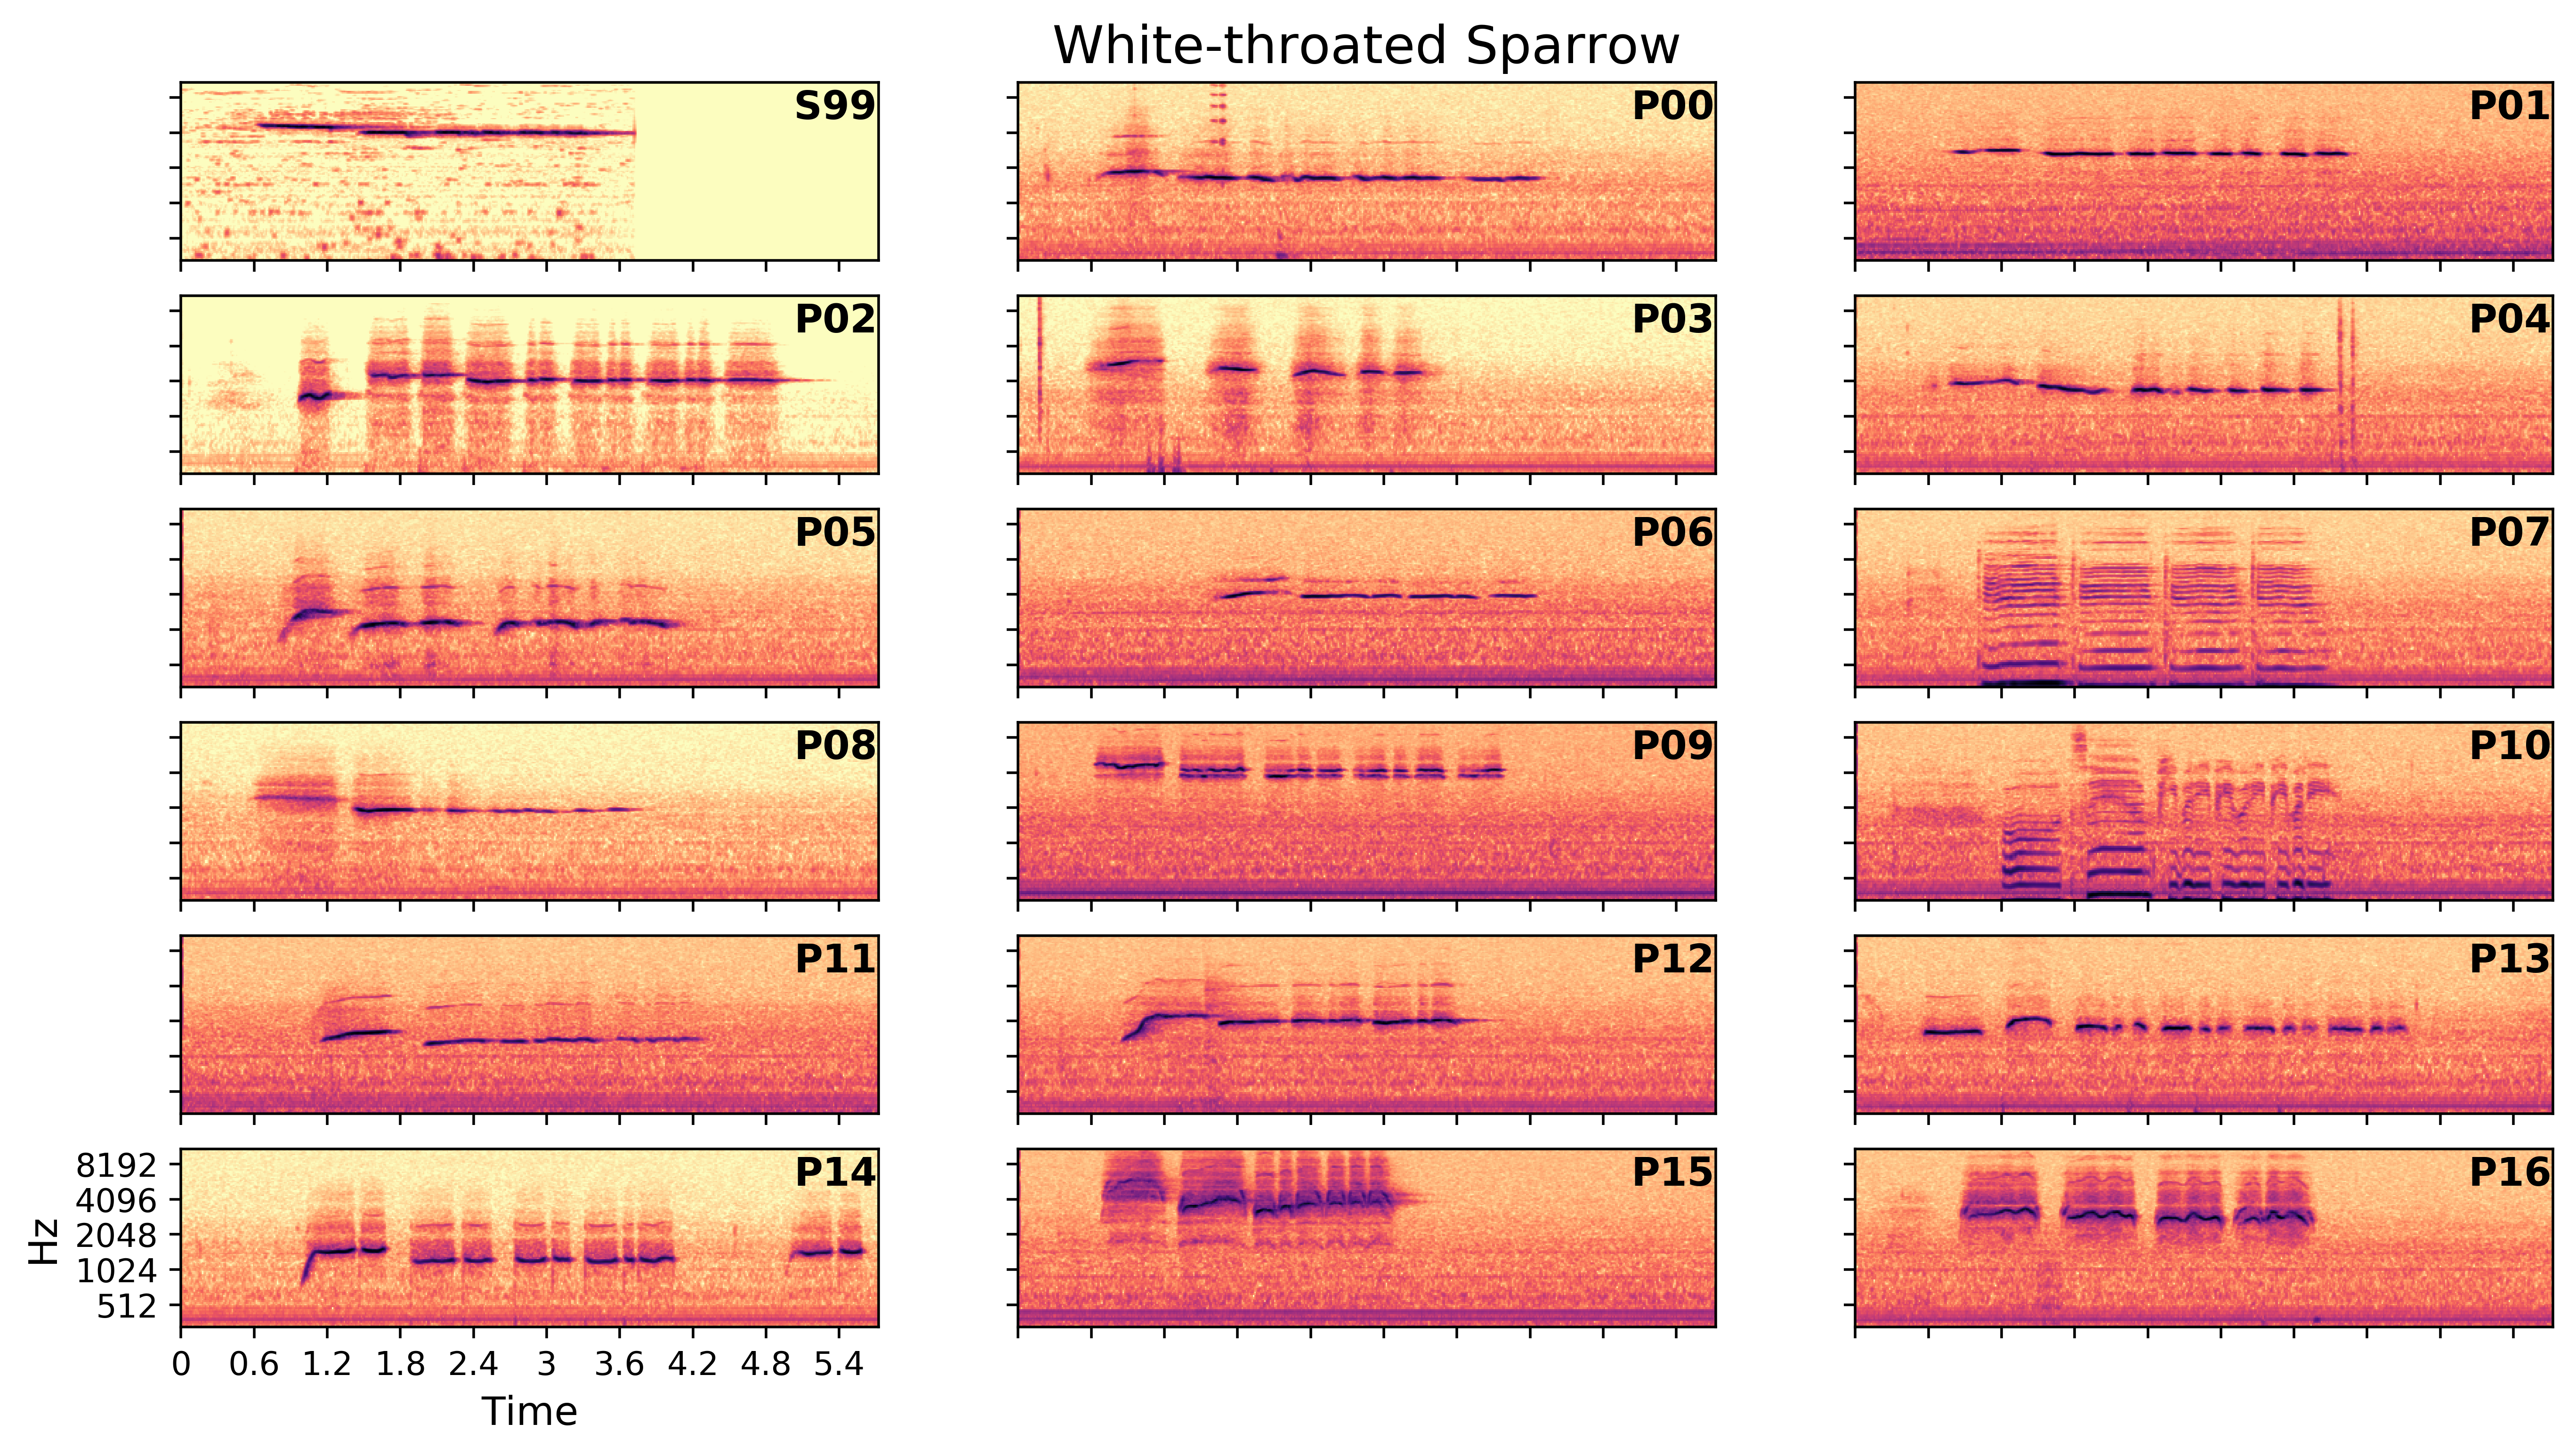 White-throated Sparrow
S99
P00
P01
P02
P03
P04
P05
P06
P07
P08
P09
P10
P11
P12
P13
P14
P15
P16
8192
4096
2048
1024
512
Hz
0 0.6 1.2 1.8 2.4 3 3.6 4.2 4.8 5.4
Time